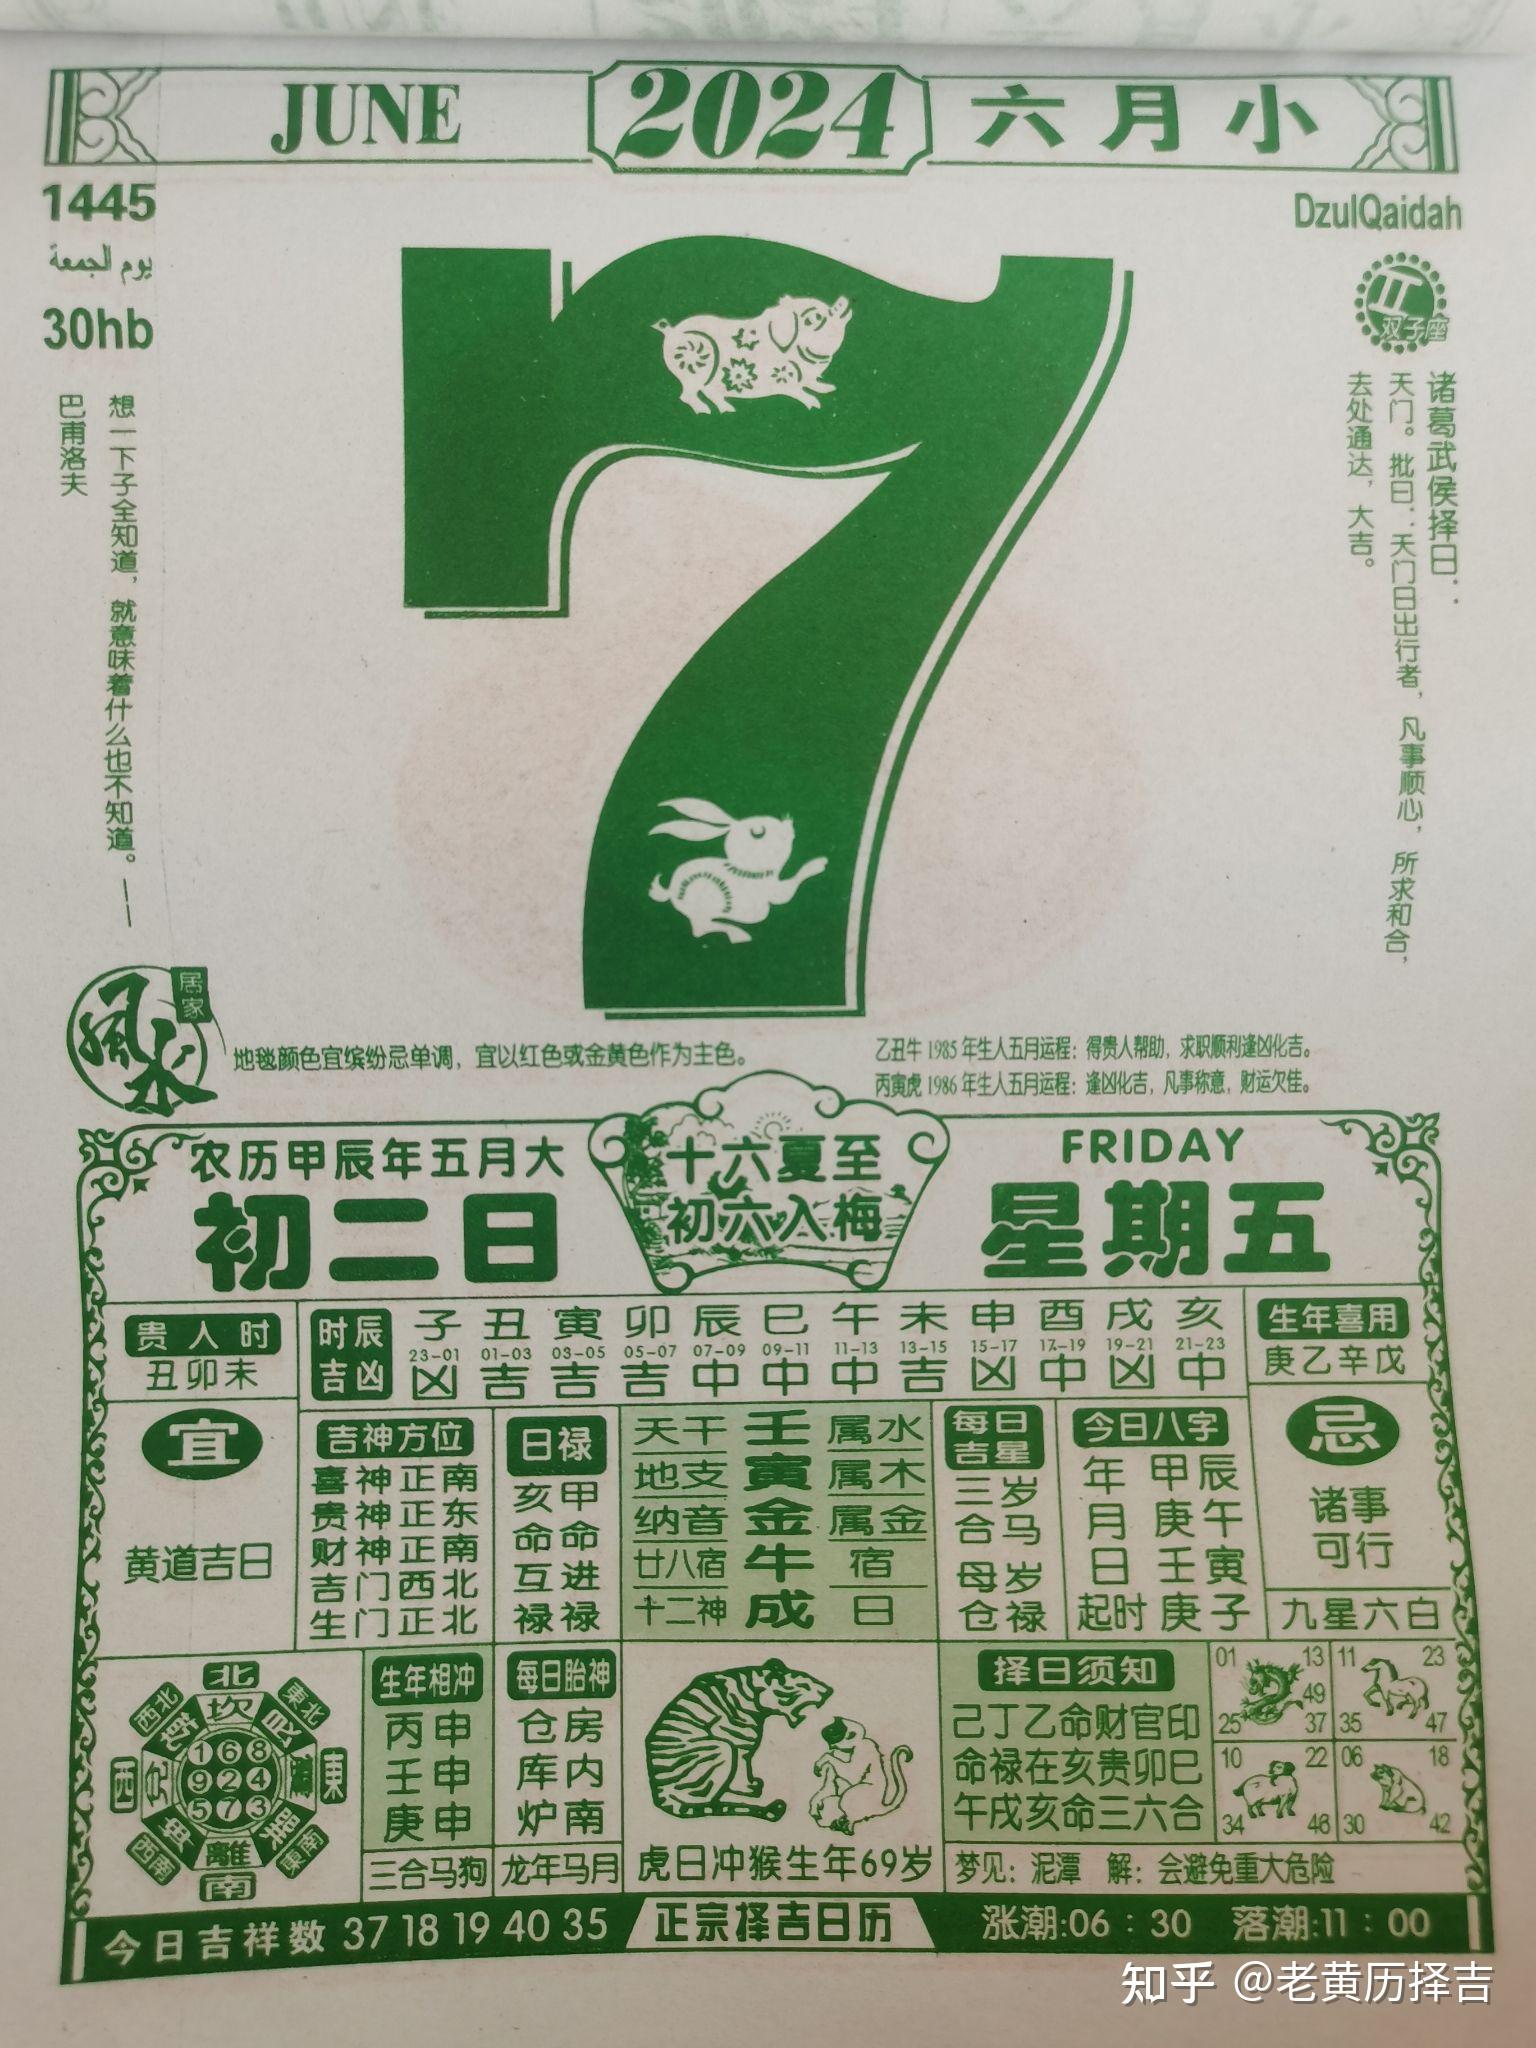 JUNE 2024 六月小
1445
يوم الجمعة
30hb
DzulQaidah
双子座
诸葛武侯择日：
天门。批曰：天门日出行者，凡事顺心，所求和合，
去处通达，大吉。
想一下子全知道，就意味着什么也不知道。——
巴甫洛夫
居家
風水
地毯颜色宜缤纷忌单调，宜以红色或金黄色作为主色。
乙丑牛1985年生人五月运程：得贵人帮助，求职顺利逢凶化吉。
丙寅虎1986年生人五月运程：逢凶化吉，凡事称意，财运欠佳。
农历甲辰年五月大
初二日
十六夏至
初六入梅
FRIDAY
星期五
贵人时
丑卯未
时辰 子 丑 寅 卯 辰 巳 午 未 申 酉 戌 亥
23-01 01-03 03-05 05-07 07-09 09-11 11-13 13-15 15-17 17-19 19-21 21-23
吉凶 凶 吉 吉 吉 中 中 中 吉 凶 中 凶 中
生年喜用
庚乙辛戊
宜
黄道吉日
吉神方位
喜神正南
贵神正东
财神正南
吉门西北
生门正北
日禄
亥甲
命命
互进
禄禄
天干 壬 属水
地支 寅 属木
纳音 金 属金
廿八宿 牛 宿
十二神 成 日
每日
吉星
三岁
合马
母岁
仓禄
今日八字
年 甲辰
月 庚午
日 壬寅
起时 庚子
忌
诸事
可行
九星六白
北
西北 東北
坎
①⑥⑧
西 兑 ⑨②④ 東
⑤⑦③
西南 離 東南
南
生年相冲
丙申
壬申
庚申
三合马狗
每日胎神
仓房
库内
炉南
龙年马月
虎日冲猴生年69岁
择日须知
己丁乙命财官印
命禄在亥贵卯巳
午戌亥命三六合
01 13
49
25 37
11 23
35 47
10 22
34 46
06 18
30 42
梦见：泥潭 解：会避免重大危险
今日吉祥数 37 18 19 40 35
正宗择吉日历
涨潮:06：30 落潮:11：00
知乎 @老黄历择吉